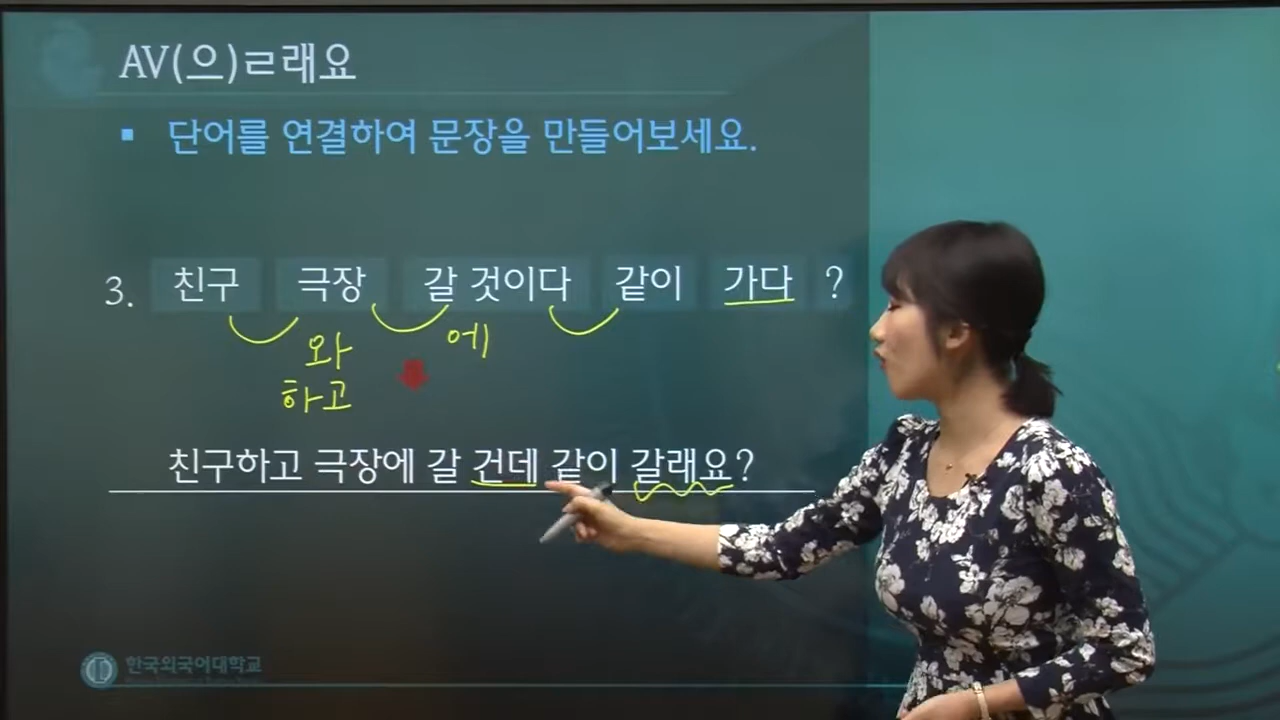 AV(으)ㄹ래요
▪ 단어를 연결하여 문장을 만들어보세요.
3. 친구 극장 갈 것이다 같이 가다 ?
와 에
하고
친구하고 극장에 갈 건데 같이 갈래요?
한국외국어대학교